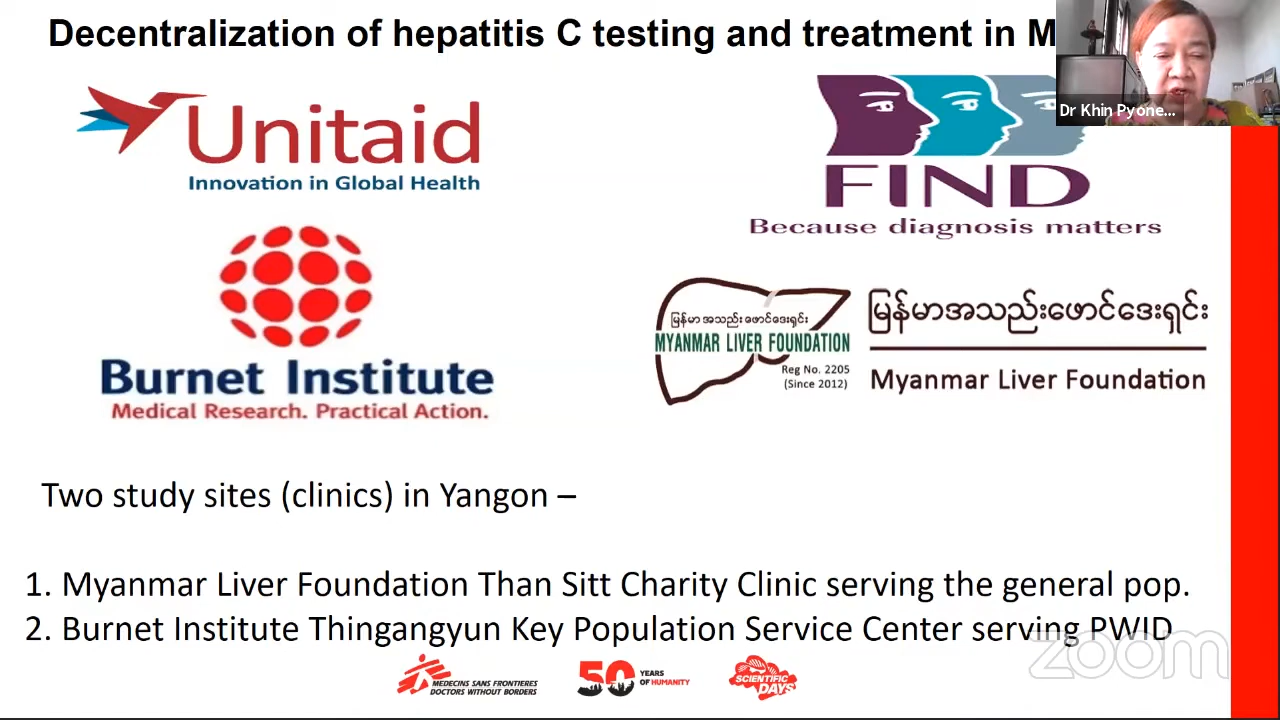 Decentralization of hepatitis C testing and treatment in M
Dr Khin Pyone...
Unitaid
Innovation in Global Health
FIND
Because diagnosis matters
Burnet Institute
Medical Research. Practical Action.
မြန်မာအသည်းဖောင်ဒေးရှင်း
MYANMAR LIVER FOUNDATION
Reg No. 2205
(Since 2012)
မြန်မာအသည်းဖောင်ဒေးရှင်း
Myanmar Liver Foundation
Two study sites (clinics) in Yangon –
1. Myanmar Liver Foundation Than Sitt Charity Clinic serving the general pop.
2. Burnet Institute Thingangyun Key Population Service Center serving PWID
zoom
MEDECINS SANS FRONTIERES
DOCTORS WITHOUT BORDERS
50 YEARS
OF HUMANITY
SCIENTIFIC
DAYS